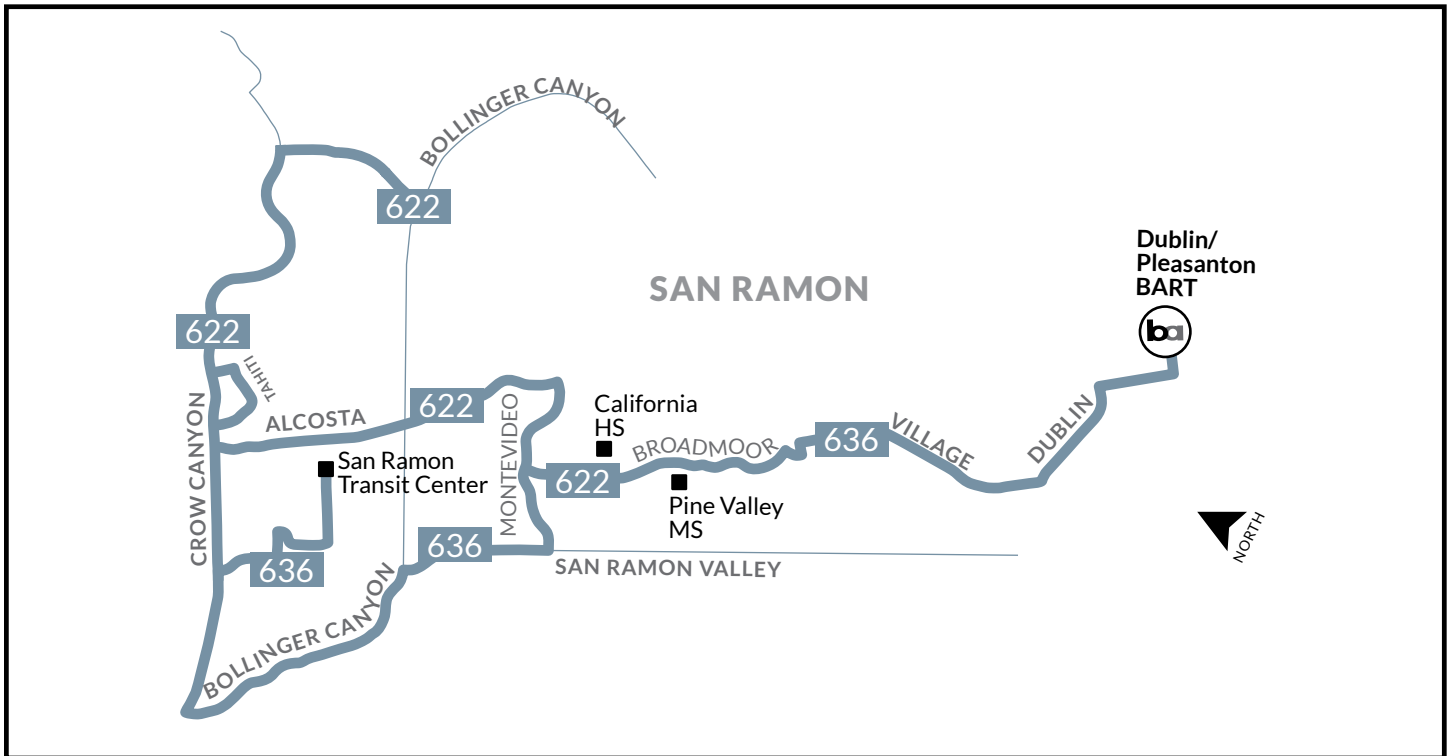 BOLLINGER CANYON
622
Dublin/
Pleasanton
BART
ba
SAN RAMON
622
TAHITI
CROW CANYON
ALCOSTA
622
MONTEVIDEO
California
HS
BROADMOOR
636
VILLAGE
DUBLIN
San Ramon
Transit Center
622
Pine Valley
MS
636
636
SAN RAMON VALLEY
BOLLINGER CANYON
NORTH